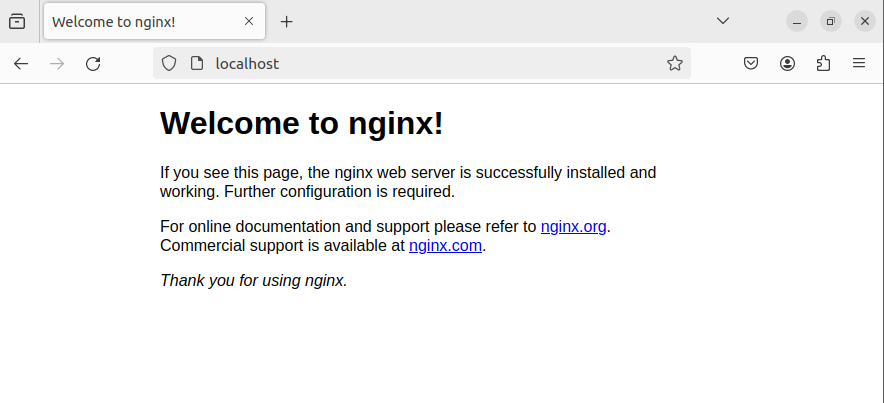 Welcome to nginx!
localhost
Welcome to nginx!
If you see this page, the nginx web server is successfully installed and
working. Further configuration is required.
For online documentation and support please refer to nginx.org.
Commercial support is available at nginx.com.
Thank you for using nginx.